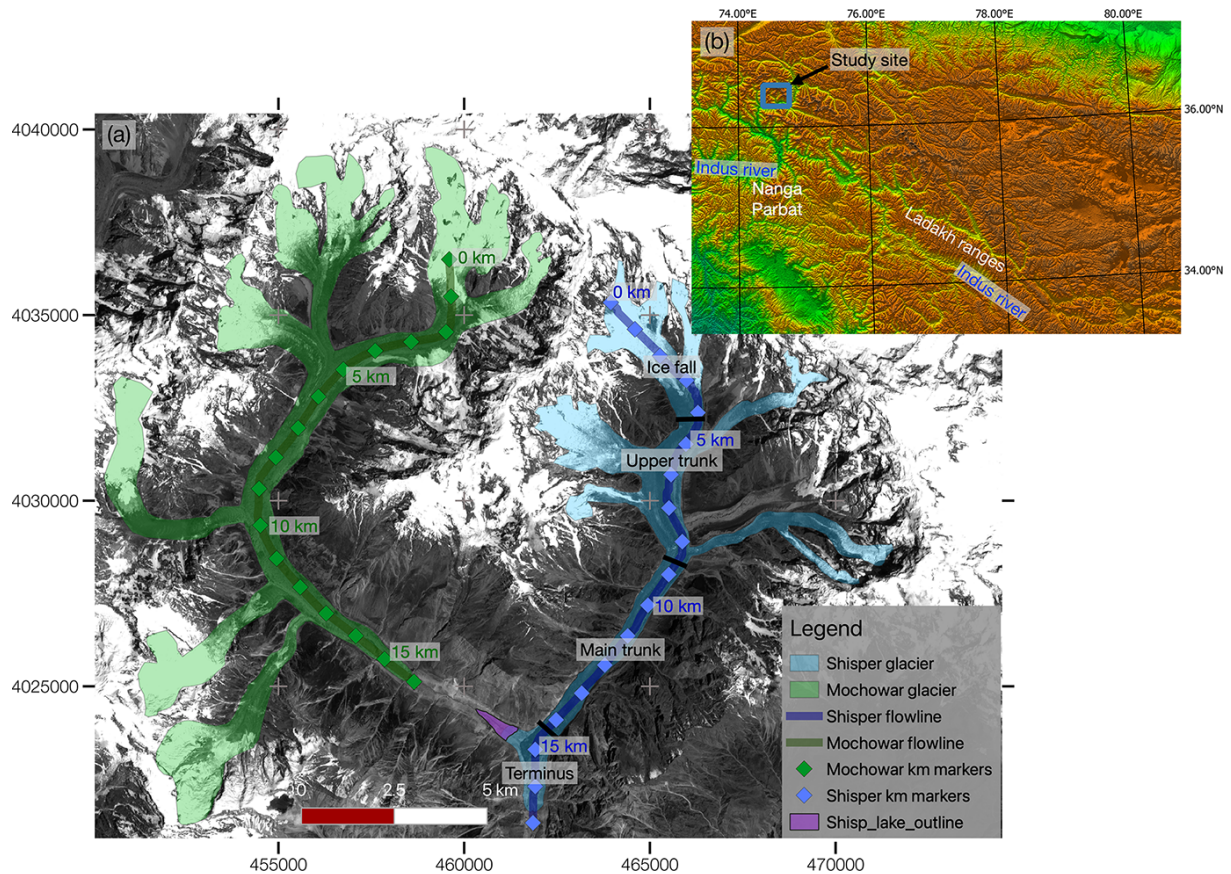 74.00°E
76.00°E
78.00°E
80.00°E
(b)
Study site
36.00°N
Indus river
Nanga
Parbat
Ladakh ranges
Indus river
34.00°N
(a)
4040000
4035000
4030000
4025000
0 km
5 km
10 km
15 km
0 km
Ice fall
5 km
Upper trunk
10 km
Main trunk
15 km
Terminus
0
2.5
5 km
Legend
Shisper glacier
Mochowar glacier
Shisper flowline
Mochowar flowline
Mochowar km markers
Shisper km markers
Shisp_lake_outline
455000
460000
465000
470000